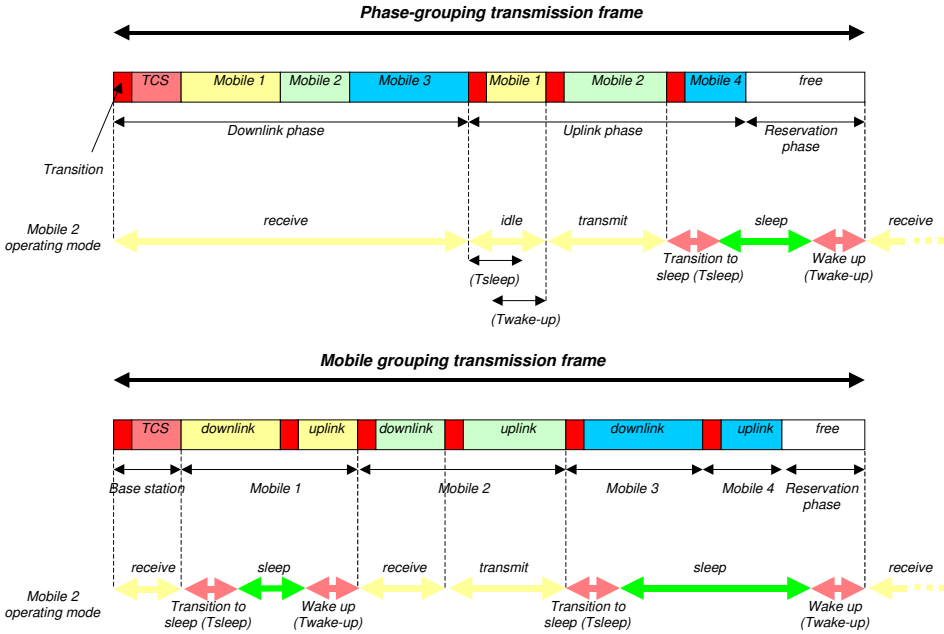 Phase-grouping transmission frame
TCS Mobile 1 Mobile 2 Mobile 3 Mobile 1 Mobile 2 Mobile 4 free
Downlink phase Uplink phase Reservation
phase
Transition
Mobile 2
operating mode
receive idle transmit sleep receive
(Tsleep)
Transition to
sleep (Tsleep)
Wake up
(Twake-up)
(Twake-up)
Mobile grouping transmission frame
TCS downlink uplink downlink uplink downlink uplink free
Base station Mobile 1 Mobile 2 Mobile 3 Mobile 4 Reservation
phase
Mobile 2
operating mode
receive sleep receive transmit sleep receive
Transition to
sleep (Tsleep)
Wake up
(Twake-up)
Transition to
sleep (Tsleep)
Wake up
(Twake-up)